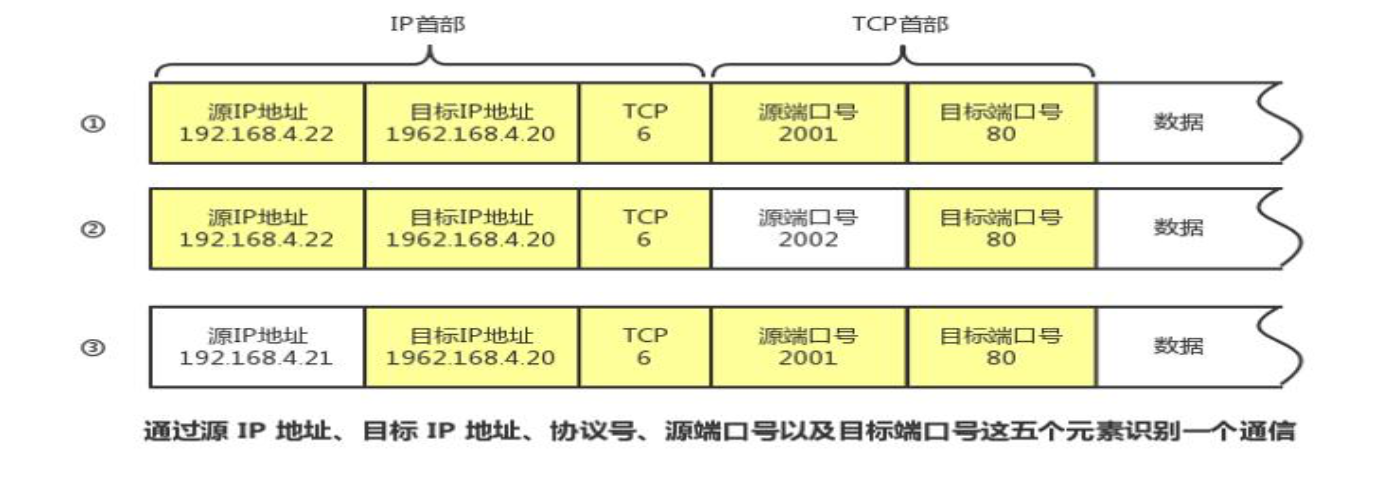 IP首部 TCP首部
① 源IP地址 目标IP地址 TCP 源端口号 目标端口号 数据
192.168.4.22 1962.168.4.20 6 2001 80
② 源IP地址 目标IP地址 TCP 源端口号 目标端口号 数据
192.168.4.22 1962.168.4.20 6 2002 80
③ 源IP地址 目标IP地址 TCP 源端口号 目标端口号 数据
192.168.4.21 1962.168.4.20 6 2001 80
通过源 IP 地址、目标 IP 地址、协议号、源端口号以及目标端口号这五个元素识别一个通信